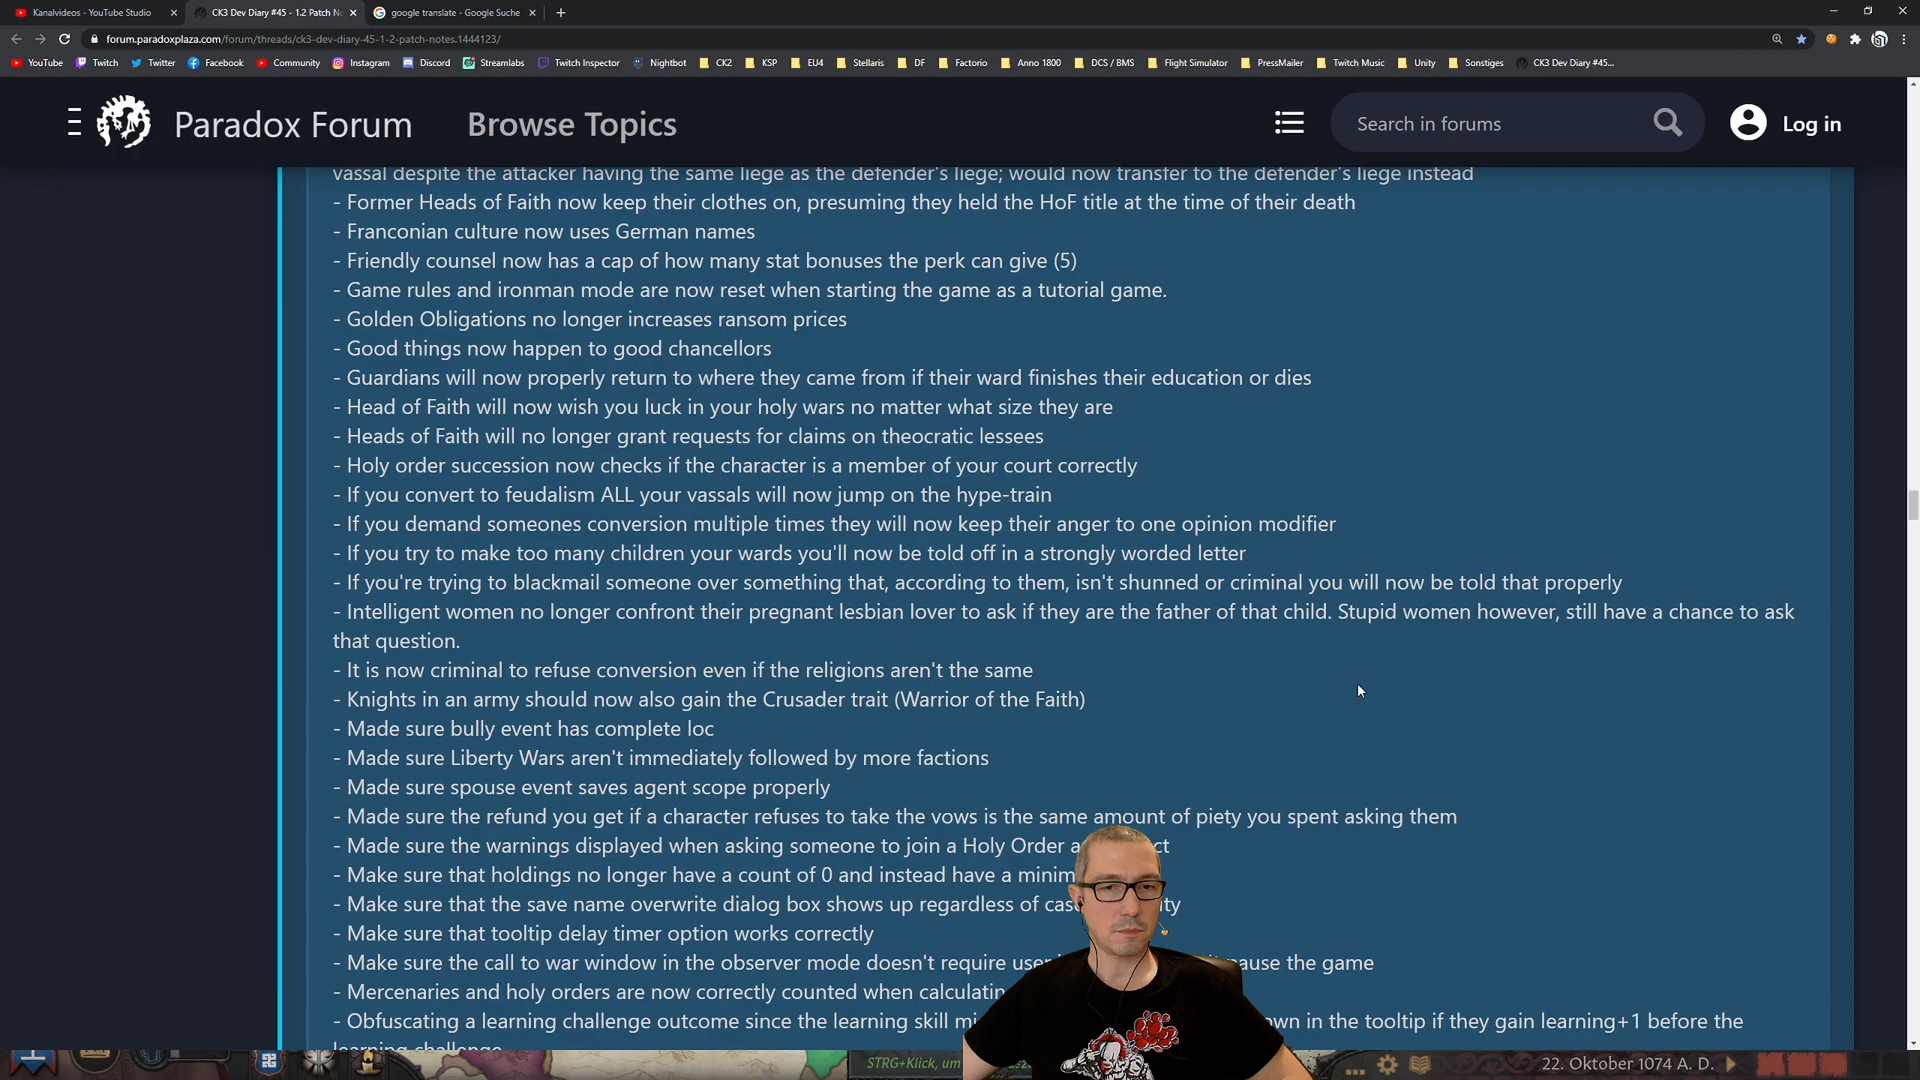 Kanalvideos - YouTube Studio
CK3 Dev Diary #45 - 1.2 Patch N
google translate - Google Suche
forum.paradoxplaza.com/forum/threads/ck3-dev-diary-45-1-2-patch-notes.1444123/
YouTube Twitch Twitter Facebook Community Instagram Discord Streamlabs Twitch Inspector Nightbot CK2 KSP EU4 Stellaris DF Factorio Anno 1800 DCS / BMS Flight Simulator PressMailer Twitch Music Unity Sonstiges CK3 Dev Diary #45...
Paradox Forum Browse Topics Search in forums Log in
vassal despite the attacker having the same liege as the defender's liege; would now transfer to the defender's liege instead
- Former Heads of Faith now keep their clothes on, presuming they held the HoF title at the time of their death
- Franconian culture now uses German names
- Friendly counsel now has a cap of how many stat bonuses the perk can give (5)
- Game rules and ironman mode are now reset when starting the game as a tutorial game.
- Golden Obligations no longer increases ransom prices
- Good things now happen to good chancellors
- Guardians will now properly return to where they came from if their ward finishes their education or dies
- Head of Faith will now wish you luck in your holy wars no matter what size they are
- Heads of Faith will no longer grant requests for claims on theocratic lessees
- Holy order succession now checks if the character is a member of your court correctly
- If you convert to feudalism ALL your vassals will now jump on the hype-train
- If you demand someones conversion multiple times they will now keep their anger to one opinion modifier
- If you try to make too many children your wards you'll now be told off in a strongly worded letter
- If you're trying to blackmail someone over something that, according to them, isn't shunned or criminal you will now be told that properly
- Intelligent women no longer confront their pregnant lesbian lover to ask if they are the father of that child. Stupid women however, still have a chance to ask
that question.
- It is now criminal to refuse conversion even if the religions aren't the same
- Knights in an army should now also gain the Crusader trait (Warrior of the Faith)
- Made sure bully event has complete loc
- Made sure Liberty Wars aren't immediately followed by more factions
- Made sure spouse event saves agent scope properly
- Made sure the refund you get if a character refuses to take the vows is the same amount of piety you spent asking them
- Made sure the warnings displayed when asking someone to join a Holy Order a ct
- Make sure that holdings no longer have a count of 0 and instead have a minim
- Make sure that the save name overwrite dialog box shows up regardless of cas ty
- Make sure that tooltip delay timer option works correctly
- Make sure the call to war window in the observer mode doesn't require user pause the game
- Mercenaries and holy orders are now correctly counted when calculatin
- Obfuscating a learning challenge outcome since the learning skill mi own in the tooltip if they gain learning+1 before the
learning challenge
STRG+Klick, um
22. Oktober 1074 A. D.